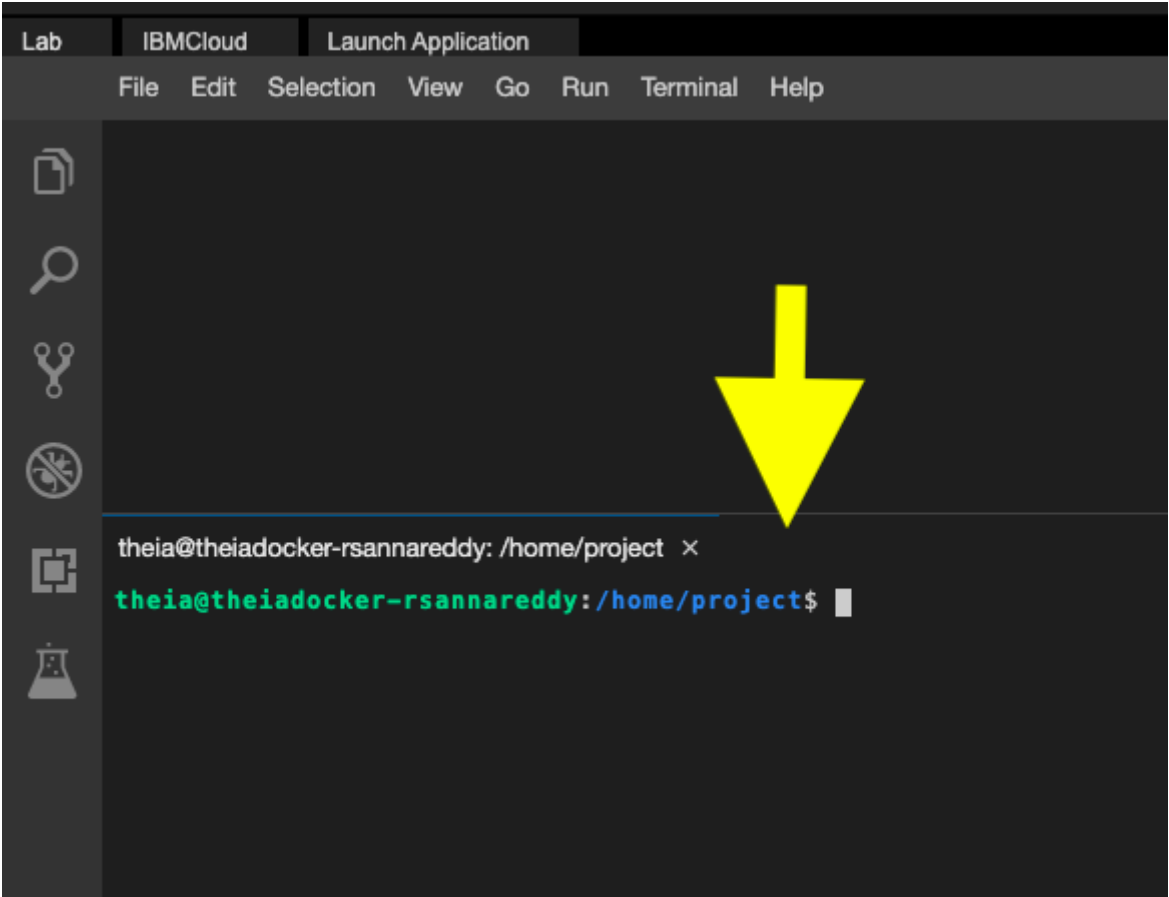 Lab IBMCloud Launch Application
File Edit Selection View Go Run Terminal Help
theia@theiadocker-rsannareddy: /home/project ×
theia@theiadocker-rsannareddy:/home/project$